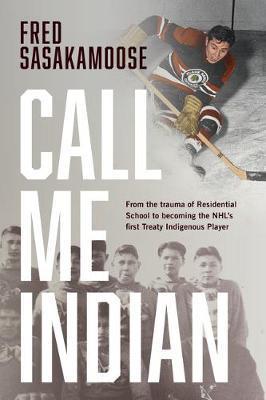 FRED
SASAKAMOOSE
CALL
ME
INDIAN
From the trauma of Residential
School to becoming the NHL's
first Treaty Indigenous Player